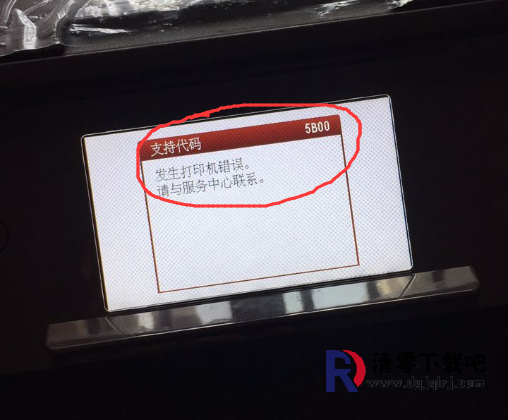 支持代码 5B00
发生打印机错误。
请与服务中心联系。
清零下载吧